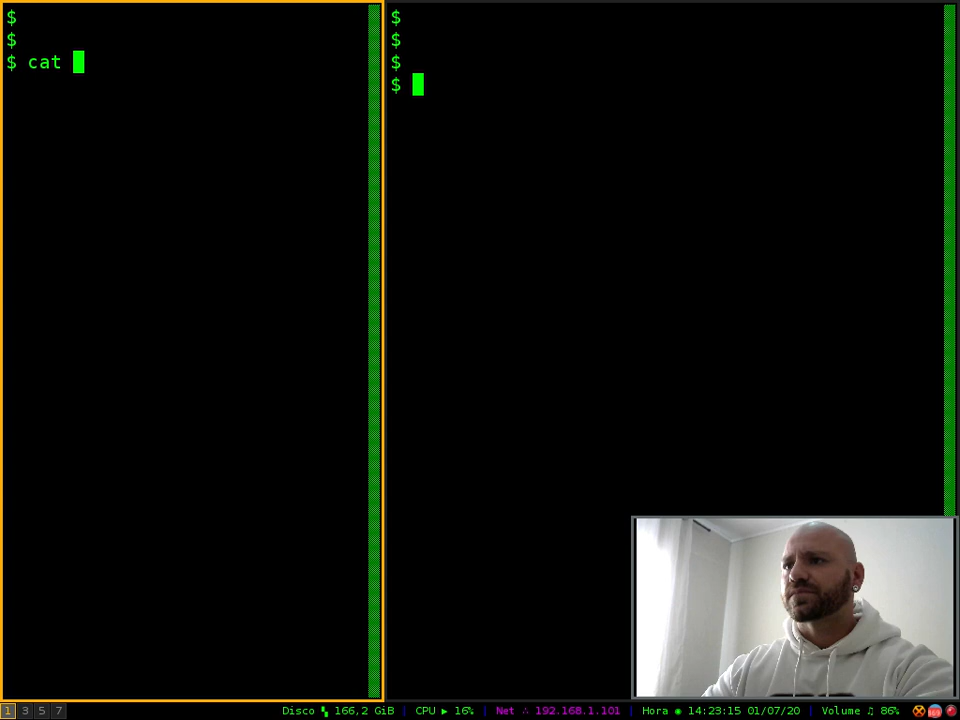 $
$
$ cat
$
$
$
$
1 3 5 7
Disco 166,2 GiB | CPU ▶ 16% | Net ∴ 192.168.1.101 | Hora ◉ 14:23:15 01/07/20 | Volume ♫ 86%